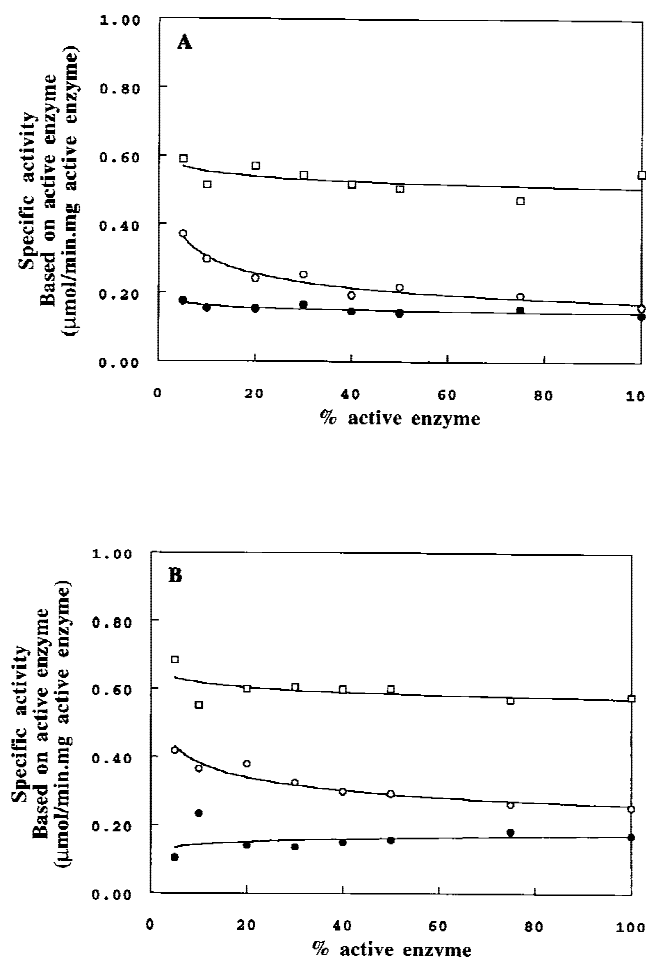 A
1.00
0.80
0.60
0.40
0.20
0.00
Specific activity
Based on active enzyme
(μmol/min.mg active enzyme)
0 20 40 60 80 10
% active enzyme
B
1.00
0.80
0.60
0.40
0.20
0.00
Specific activity
Based on active enzyme
(μmol/min.mg active enzyme)
0 20 40 60 80 100
% active enzyme